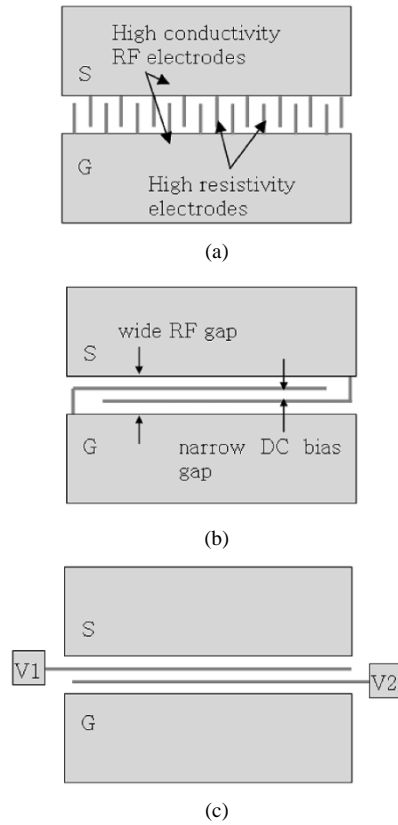 High conductivity
RF electrodes
S
G
High resistivity
electrodes
(a)
wide RF gap
S
G
narrow DC bias
gap
(b)
S
V1
V2
G
(c)